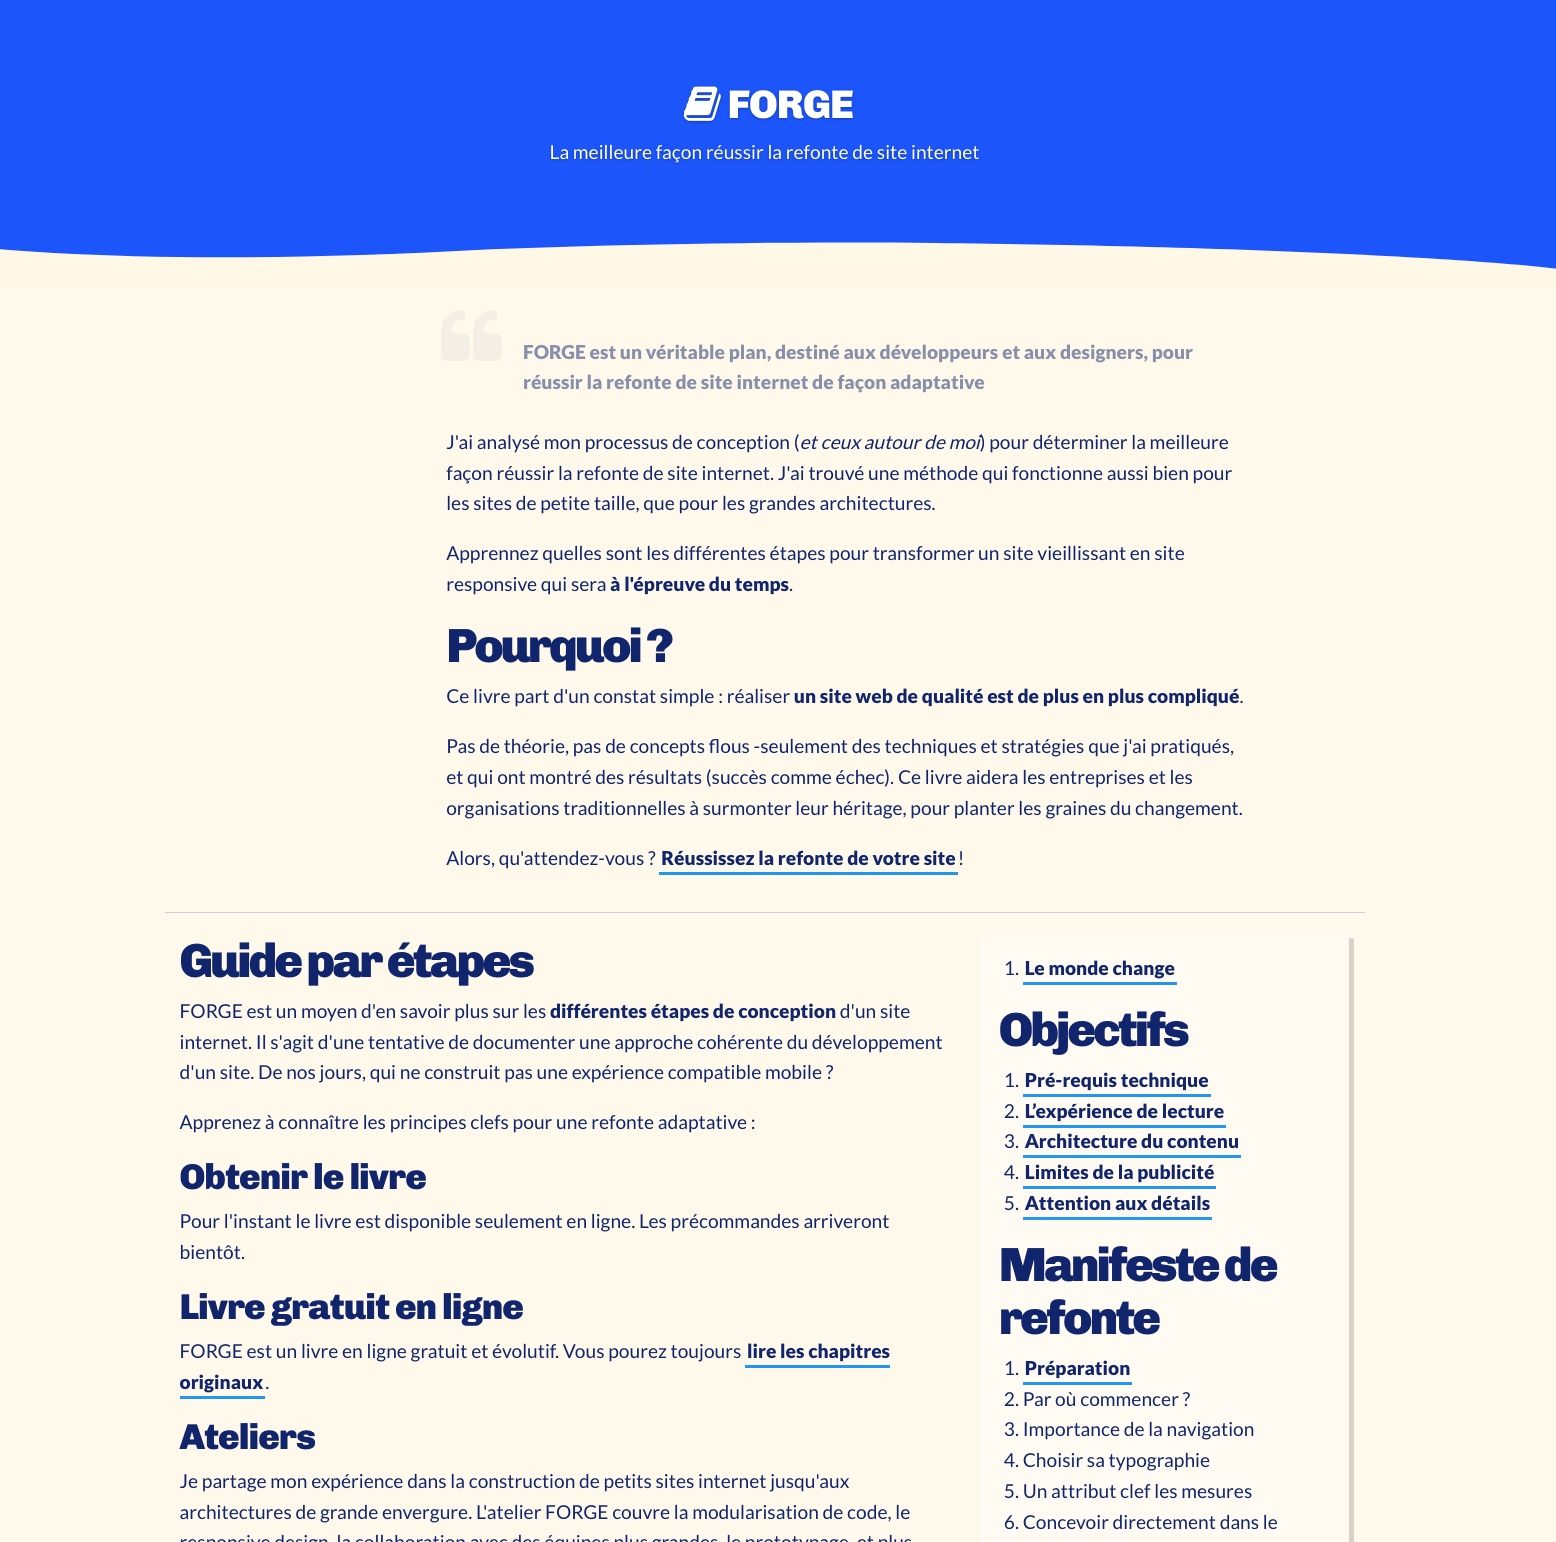 FORGE
La meilleure façon réussir la refonte de site internet
FORGE est un véritable plan, destiné aux développeurs et aux designers, pour
réussir la refonte de site internet de façon adaptative
J'ai analysé mon processus de conception (et ceux autour de moi) pour déterminer la meilleure
façon réussir la refonte de site internet. J'ai trouvé une méthode qui fonctionne aussi bien pour
les sites de petite taille, que pour les grandes architectures.
Apprennez quelles sont les différentes étapes pour transformer un site vieillissant en site
responsive qui sera à l'épreuve du temps.
Pourquoi ?
Ce livre part d'un constat simple : réaliser un site web de qualité est de plus en plus compliqué.
Pas de théorie, pas de concepts flous -seulement des techniques et stratégies que j'ai pratiqués,
et qui ont montré des résultats (succès comme échec). Ce livre aidera les entreprises et les
organisations traditionnelles à surmonter leur héritage, pour planter les graines du changement.
Alors, qu'attendez-vous ? Réussissez la refonte de votre site !
Guide par étapes
FORGE est un moyen d'en savoir plus sur les différentes étapes de conception d'un site
internet. Il s'agit d'une tentative de documenter une approche cohérente du développement
d'un site. De nos jours, qui ne construit pas une expérience compatible mobile ?
Apprenez à connaître les principes clefs pour une refonte adaptative :
Obtenir le livre
Pour l'instant le livre est disponible seulement en ligne. Les précommandes arriveront
bientôt.
Livre gratuit en ligne
FORGE est un livre en ligne gratuit et évolutif. Vous pourez toujours lire les chapitres
originaux.
Ateliers
Je partage mon expérience dans la construction de petits sites internet jusqu'aux
architectures de grande envergure. L'atelier FORGE couvre la modularisation de code, le
responsive design, la collaboration avec des équipes plus grandes, le prototypage, et plus
1. Le monde change
Objectifs
1. Pré-requis technique
2. L’expérience de lecture
3. Architecture du contenu
4. Limites de la publicité
5. Attention aux détails
Manifeste de
refonte
1. Préparation
2. Par où commencer ?
3. Importance de la navigation
4. Choisir sa typographie
5. Un attribut clef les mesures
6. Concevoir directement dans le